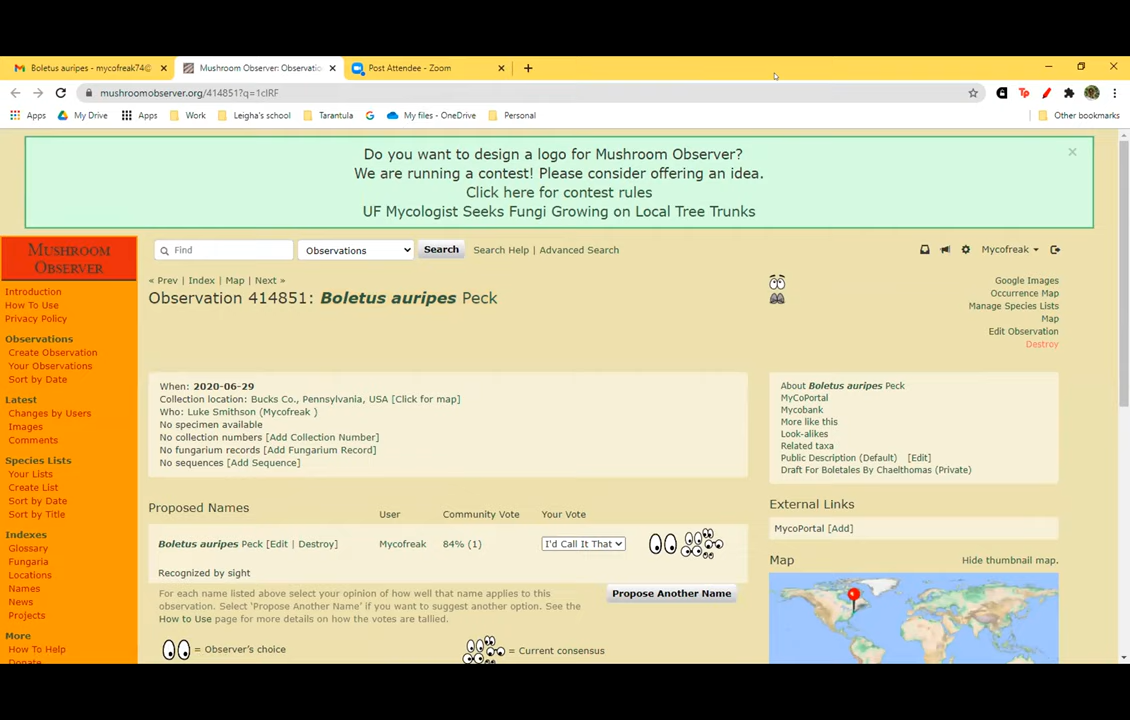 Boletus auripes - mycofreak74@
Mushroom Observer: Observatio
Post Attendee - Zoom
mushroomobserver.org/414851?q=1cIRF
Apps
My Drive
Apps
Work
Leigha's school
Tarantula
My files - OneDrive
Personal
Other bookmarks
Do you want to design a logo for Mushroom Observer?
We are running a contest! Please consider offering an idea.
Click here for contest rules
UF Mycologist Seeks Fungi Growing on Local Tree Trunks
MUSHROOM
OBSERVER
Find
Observations
Search
Search Help | Advanced Search
Mycofreak
« Prev | Index | Map | Next »
Observation 414851: Boletus auripes Peck
Google Images
Occurrence Map
Manage Species Lists
Map
Edit Observation
Destroy
Introduction
How To Use
Privacy Policy
Observations
Create Observation
Your Observations
Sort by Date
Latest
Changes by Users
Images
Comments
Species Lists
Your Lists
Create List
Sort by Date
Sort by Title
Indexes
Glossary
Fungaria
Locations
Names
News
Projects
More
How To Help
Donate
When: 2020-06-29
Collection location: Bucks Co., Pennsylvania, USA [Click for map]
Who: Luke Smithson (Mycofreak )
No specimen available
No collection numbers [Add Collection Number]
No fungarium records [Add Fungarium Record]
No sequences [Add Sequence]
About Boletus auripes Peck
MyCoPortal
Mycobank
More like this
Look-alikes
Related taxa
Public Description (Default) [Edit]
Draft For Boletales By Chaelthomas (Private)
Proposed Names
User
Community Vote
Your Vote
Boletus auripes Peck [Edit | Destroy]
Mycofreak
84% (1)
I'd Call It That
Recognized by sight
For each name listed above select your opinion of how well that name applies to this
observation. Select 'Propose Another Name' if you want to suggest another option. See the
How to Use page for more details on how the votes are tallied.
Propose Another Name
= Observer's choice
= Current consensus
External Links
MycoPortal [Add]
Map
Hide thumbnail map.